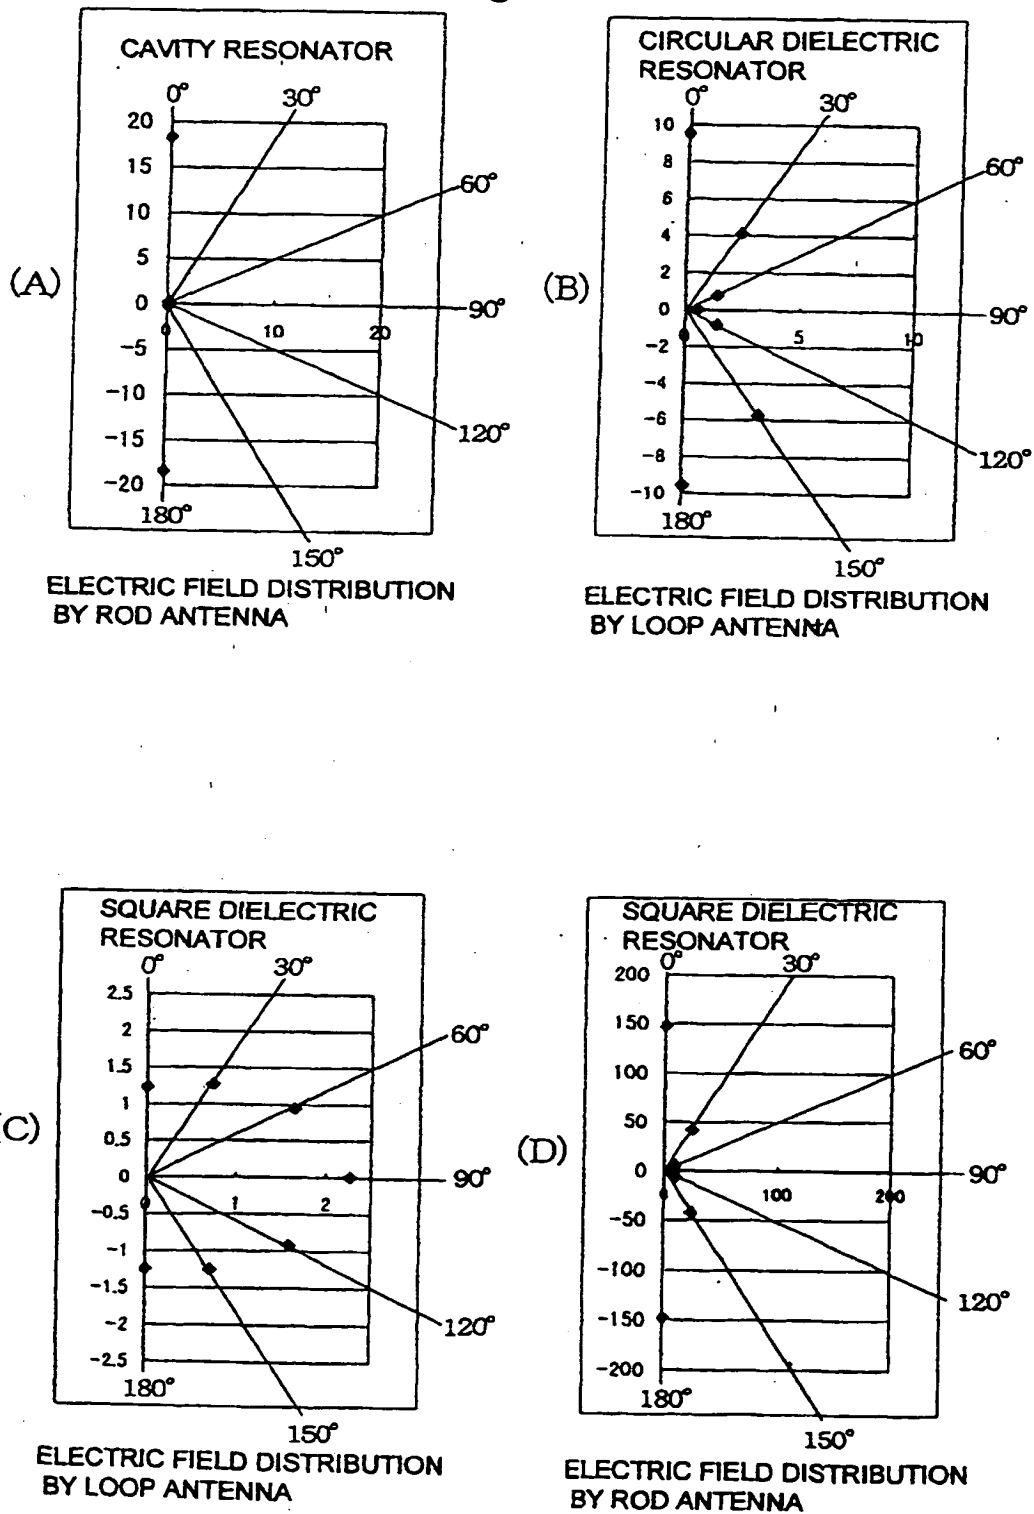 CAVITY RESONATOR
0° 30°
20
15
60°
10
5
(A)
0
90°
0 10 20
-5
-10
120°
-15
-20
180°
150°
ELECTRIC FIELD DISTRIBUTION
BY ROD ANTENNA
CIRCULAR DIELECTRIC
RESONATOR
0° 30°
10
8
60°
6
4
2
(B)
0
90°
0 5 10
-2
-4
-6
120°
-8
-10
180°
150°
ELECTRIC FIELD DISTRIBUTION
BY LOOP ANTENNA
SQUARE DIELECTRIC
RESONATOR
0° 30°
2.5
2
60°
1.5
1
0.5
(C)
0
90°
0 1 2
-0.5
-1
-1.5
120°
-2
-2.5
180°
150°
ELECTRIC FIELD DISTRIBUTION
BY LOOP ANTENNA
SQUARE DIELECTRIC
RESONATOR
0° 30°
200
150
60°
100
50
(D)
0
90°
0 100 200
-50
-100
120°
-150
-200
180°
150°
ELECTRIC FIELD DISTRIBUTION
BY ROD ANTENNA